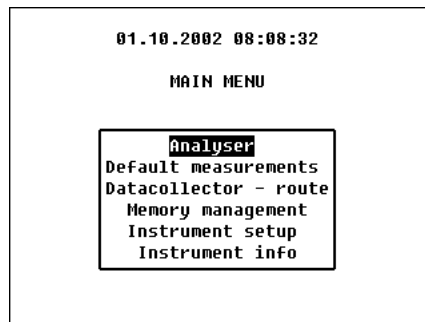 01.10.2002 08:08:32
MAIN MENU
Analyser
Default measurements
Datacollector - route
Memory management
Instrument setup
Instrument info